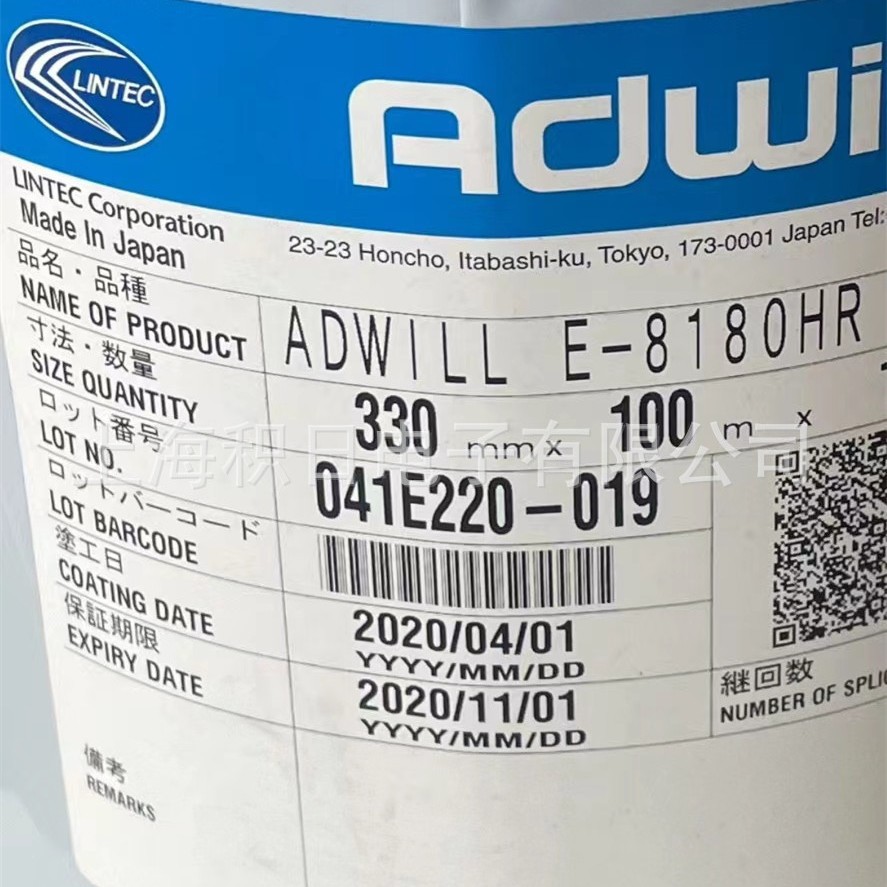 LINTEC
Adwi
LINTEC Corporation
Made In Japan
23-23 Honcho, Itabashi-ku, Tokyo, 173-0001 Japan Tel:
品名・品種
NAME OF PRODUCT
ADWILL E-8180HR
寸法・数量
SIZE QUANTITY
330 mm x 100 m x
ロット番号
LOT NO.
041E220-019
ロットバーコード
LOT BARCODE
塗工日
COATING DATE
2020/04/01
YYYY/MM/DD
保証期限
EXPIRY DATE
2020/11/01
YYYY/MM/DD
継回数
NUMBER OF SPLIC
備考
REMARKS
上海积日电子有限公司